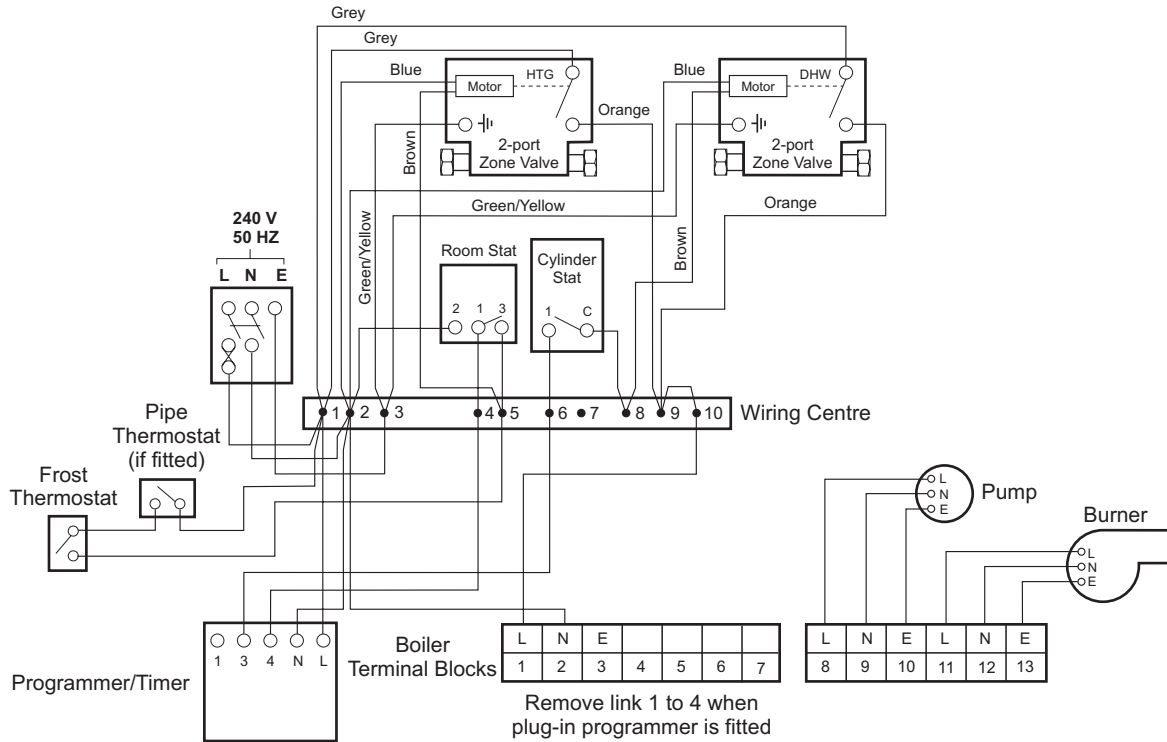 Grey
Grey
Blue
HTG
Motor
Orange
2-port
Zone Valve
Brown
Blue
DHW
Motor
2-port
Zone Valve
Green/Yellow
Orange
Green/Yellow
Brown
240 V
50 HZ
L N E
Room Stat
2 1 3
Cylinder
Stat
1 C
1 2 3 4 5 6 7 8 9 10
Wiring Centre
Pipe
Thermostat
(if fitted)
Frost
Thermostat
L
N
E
Pump
Burner
L
N
E
1 3 4 N L
Programmer/Timer
Boiler
Terminal Blocks
L N E
1 2 3 4 5 6 7
L N E L N E
8 9 10 11 12 13
Remove link 1 to 4 when
plug-in programmer is fitted